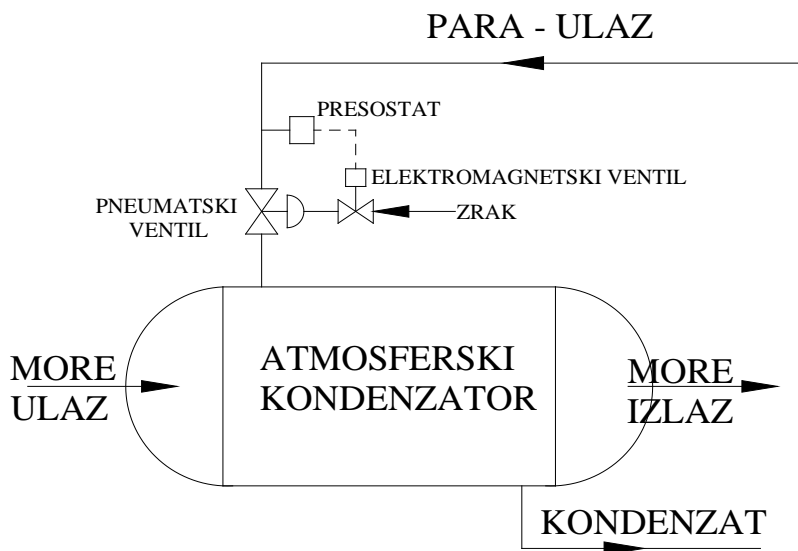 PARA - ULAZ
PRESOSTAT
ELEKTROMAGNETSKI VENTIL
PNEUMATSKI
VENTIL
ZRAK
MORE
ULAZ
ATMOSFERSKI
KONDENZATOR
MORE
IZLAZ
KONDENZAT